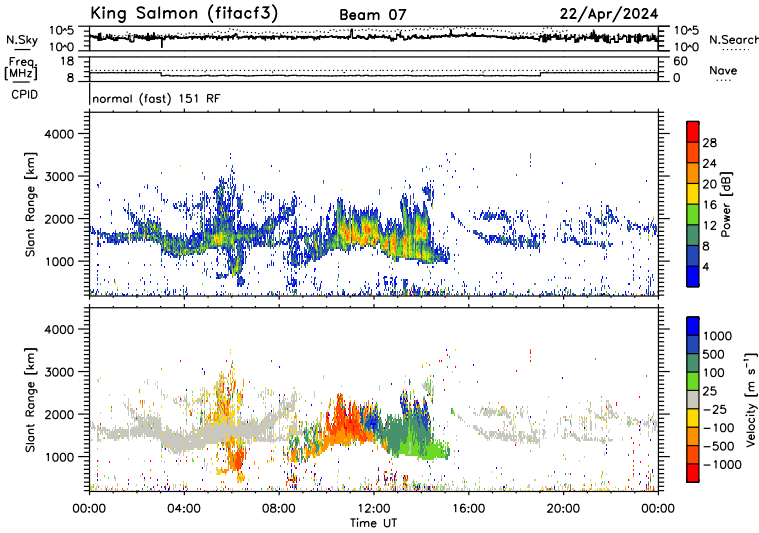 King Salmon (fitacf3) Beam 07 22/Apr/2024
N.Sky 10^5 10^0 10^5 10^0 N.Search
Freq. [MHz] 18 8 60 0 Nave
CPID normal (fast) 151 RF
Slant Range [km] 4000 3000 2000 1000
Power [dB] 28 24 20 16 12 8 4
Slant Range [km] 4000 3000 2000 1000
Velocity [m s⁻¹] 1000 500 100 25 −25 −100 −500 −1000
00:00 04:00 08:00 12:00 16:00 20:00 00:00
Time UT